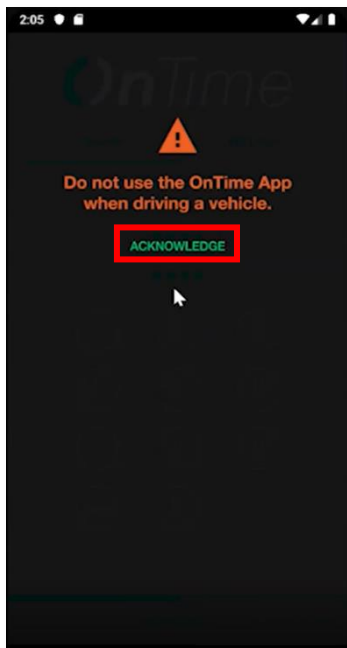 2:05
OnTime
Do not use the OnTime App
when driving a vehicle.
ACKNOWLEDGE